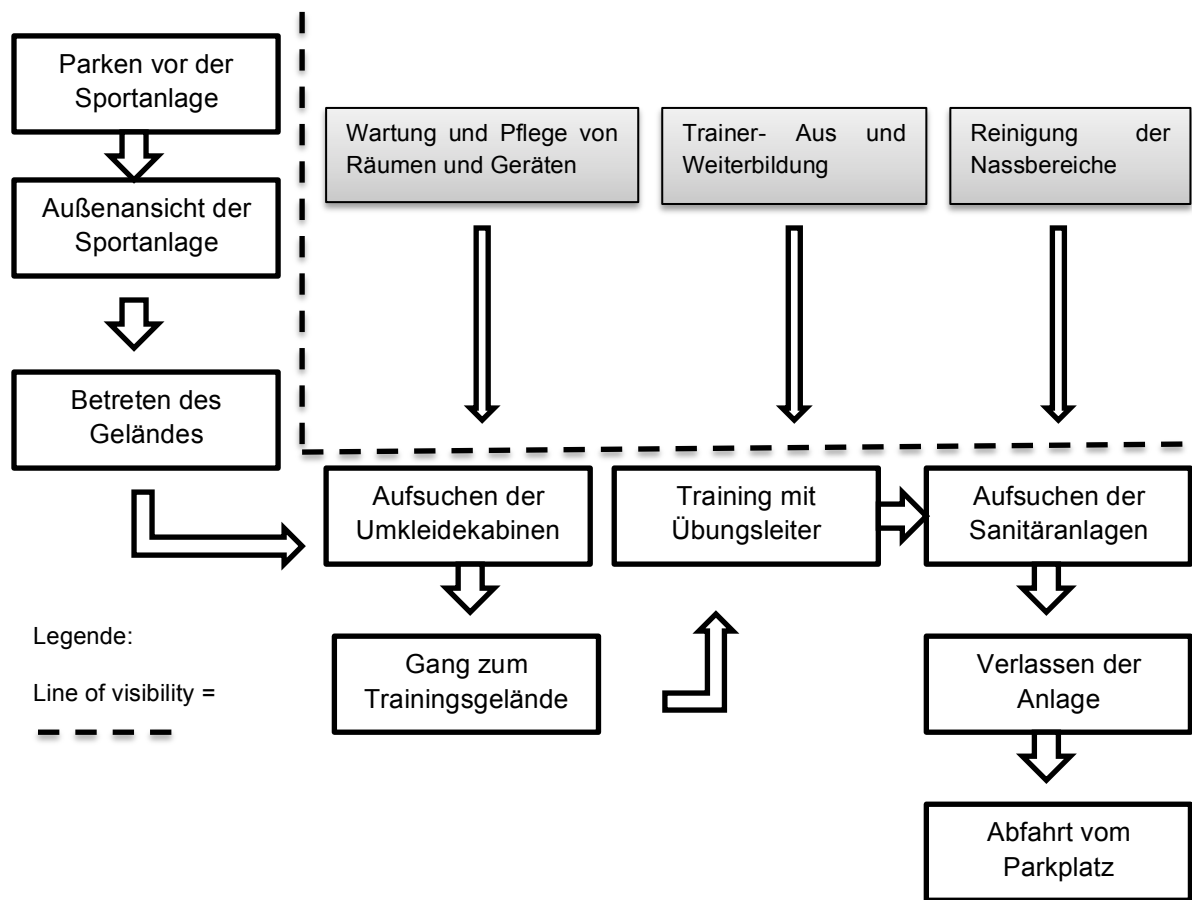 Parken vor der
Sportanlage
Außenansicht der
Sportanlage
Betreten des
Geländes
Wartung und Pflege von
Räumen und Geräten
Trainer- Aus und
Weiterbildung
Reinigung der
Nassbereiche
Aufsuchen der
Umkleidekabinen
Gang zum
Trainingsgelände
Training mit
Übungsleiter
Aufsuchen der
Sanitäranlagen
Verlassen der
Anlage
Abfahrt vom
Parkplatz
Legende:
Line of visibility =